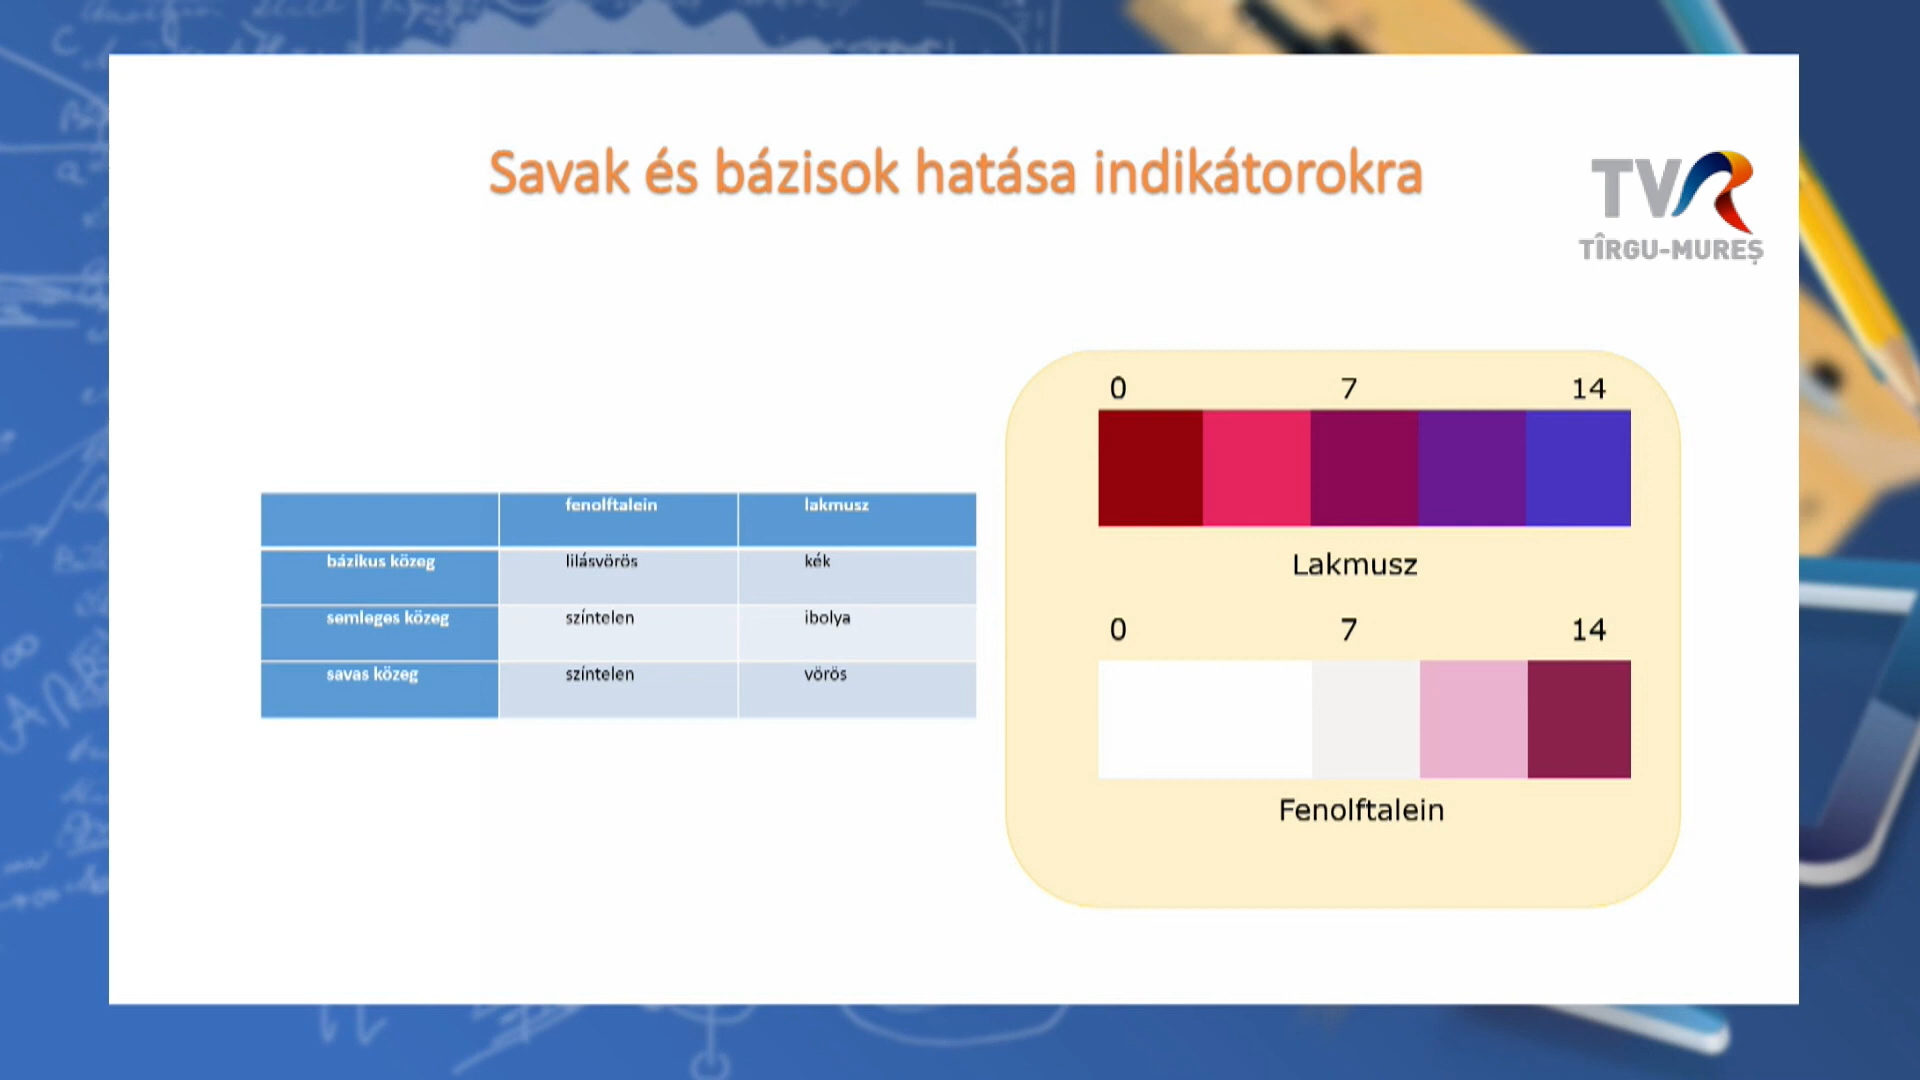 Savak és bázisok hatása indikátorokra
TVR
TÎRGU-MUREȘ
fenolftalein lakmusz
bázikus közeg lilásvörös kék
semleges közeg színtelen ibolya
savas közeg színtelen vörös
0 7 14
Lakmusz
0 7 14
Fenolftalein